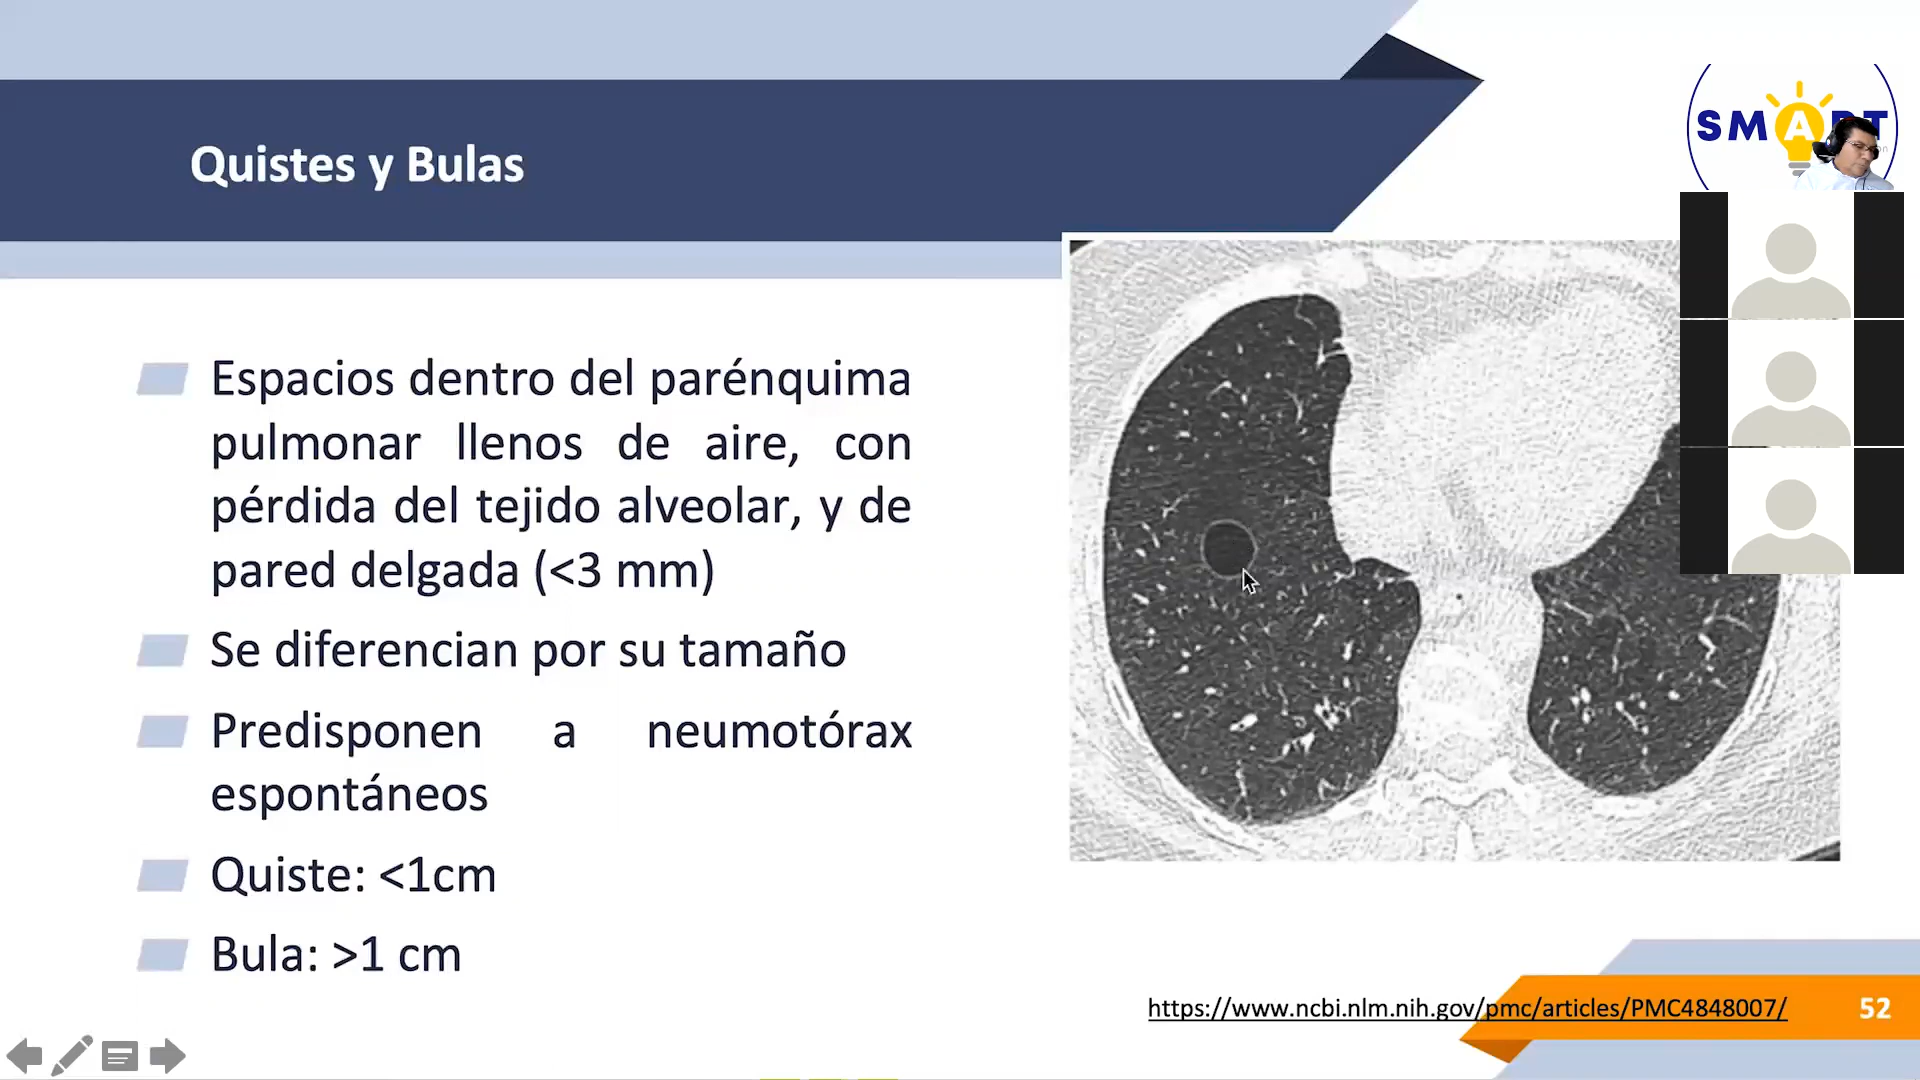 Quistes y Bulas
SMART
Espacios dentro del parénquima
pulmonar llenos de aire, con
pérdida del tejido alveolar, y de
pared delgada (<3 mm)
Se diferencian por su tamaño
Predisponen a neumotórax
espontáneos
Quiste: <1cm
Bula: >1 cm
https://www.ncbi.nlm.nih.gov/pmc/articles/PMC4848007/
52